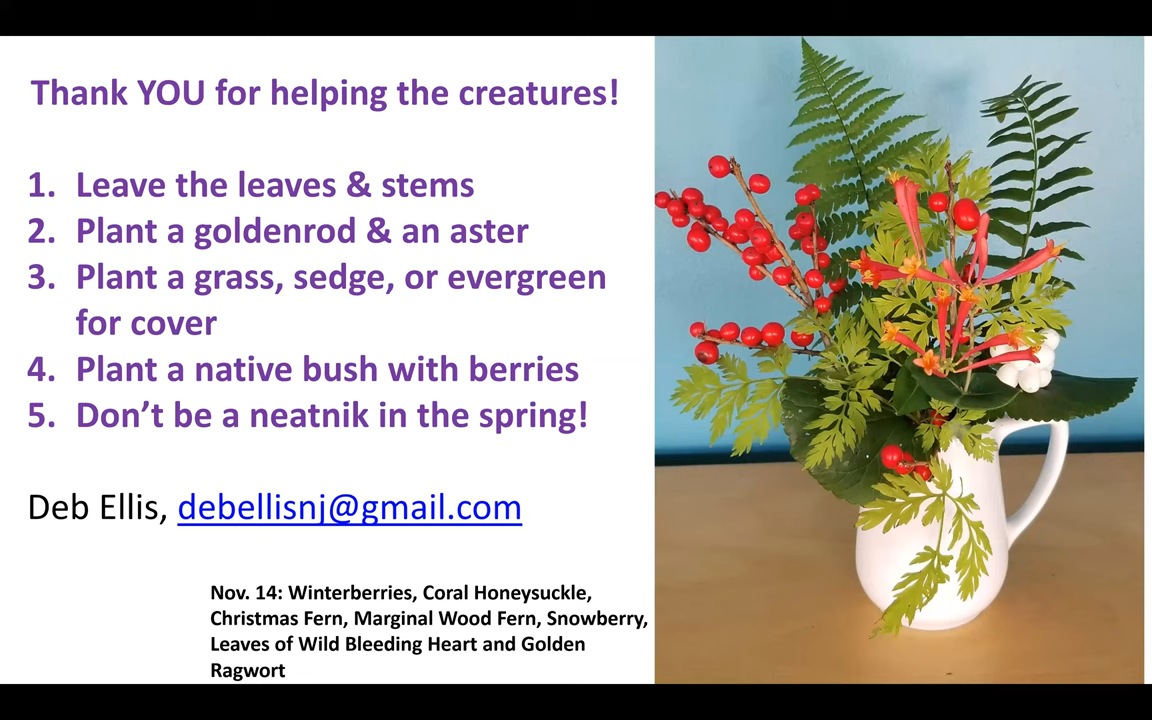 Thank YOU for helping the creatures!
1. Leave the leaves & stems
2. Plant a goldenrod & an aster
3. Plant a grass, sedge, or evergreen
for cover
4. Plant a native bush with berries
5. Don’t be a neatnik in the spring!
Deb Ellis, debellisnj@gmail.com
Nov. 14: Winterberries, Coral Honeysuckle,
Christmas Fern, Marginal Wood Fern, Snowberry,
Leaves of Wild Bleeding Heart and Golden
Ragwort